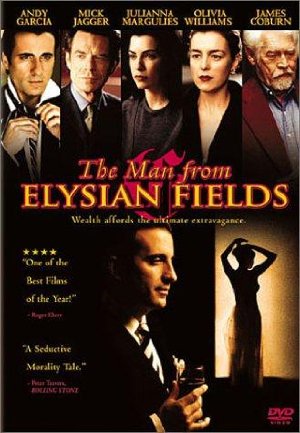 ANDY GARCIA
MICK JAGGER
JULIANNA MARGULIES
OLIVIA WILLIAMS
JAMES COBURN
The Man from
ELYSIAN FIELDS
Wealth affords the ultimate extravagance.
★★★★
"One of the
Best Films
of the Year!"
- Roger Ebert
"A Seductive
Morality Tale."
- Peter Travers,
ROLLING STONE
DVD
VIDEO